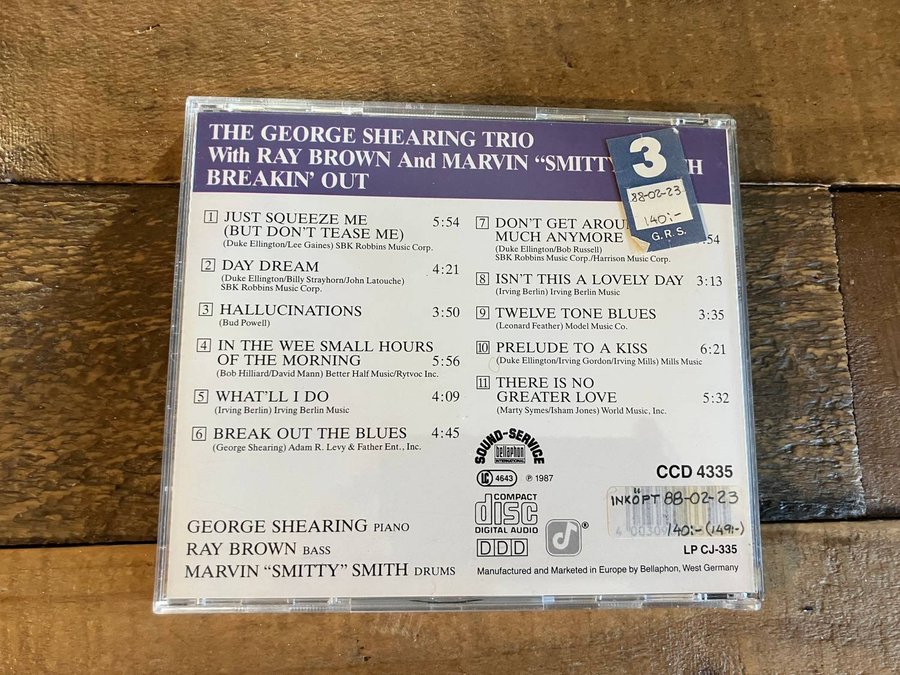 THE GEORGE SHEARING TRIO
With RAY BROWN And MARVIN “SMITTY”
BREAKIN’ OUT
3
88-02-23
140:-
G.R.S.
1 JUST SQUEEZE ME
(BUT DON’T TEASE ME) 5:54
(Duke Ellington/Lee Gaines) SBK Robbins Music Corp.
2 DAY DREAM 4:21
(Duke Ellington/Billy Strayhorn/John Latouche)
SBK Robbins Music Corp.
3 HALLUCINATIONS 3:50
(Bud Powell)
4 IN THE WEE SMALL HOURS
OF THE MORNING 5:56
(Bob Hilliard/David Mann) Better Half Music/Rytvoc Inc.
5 WHAT’LL I DO 4:09
(Irving Berlin) Irving Berlin Music
6 BREAK OUT THE BLUES 4:45
(George Shearing) Adam R. Levy & Father Ent., Inc.
7 DON’T GET
MUCH ANYMORE
(Duke Ellington/Bob Russell)
SBK Robbins Music Corp./Harrison Music Corp.
8 ISN’T THIS A LOVELY DAY 3:13
(Irving Berlin) Irving Berlin Music
9 TWELVE TONE BLUES 3:35
(Leonard Feather) Model Music Co.
10 PRELUDE TO A KISS 6:21
(Duke Ellington/Irving Gordon/Irving Mills) Mills Music
11 THERE IS NO
GREATER LOVE 5:32
(Marty Symes/Isham Jones) World Music, Inc.
GEORGE SHEARING PIANO
RAY BROWN BASS
MARVIN “SMITTY” SMITH DRUMS
SOUND-SERVICE
bellaphon
INTERNATIONAL
LC 4643 ℗ 1987
COMPACT
disc
DIGITAL AUDIO
DDD
J ®
CCD 4335
INKÖPT 88-02-23
140:- (149:-)
LP CJ-335
Manufactured and Marketed in Europe by Bellaphon, West Germany